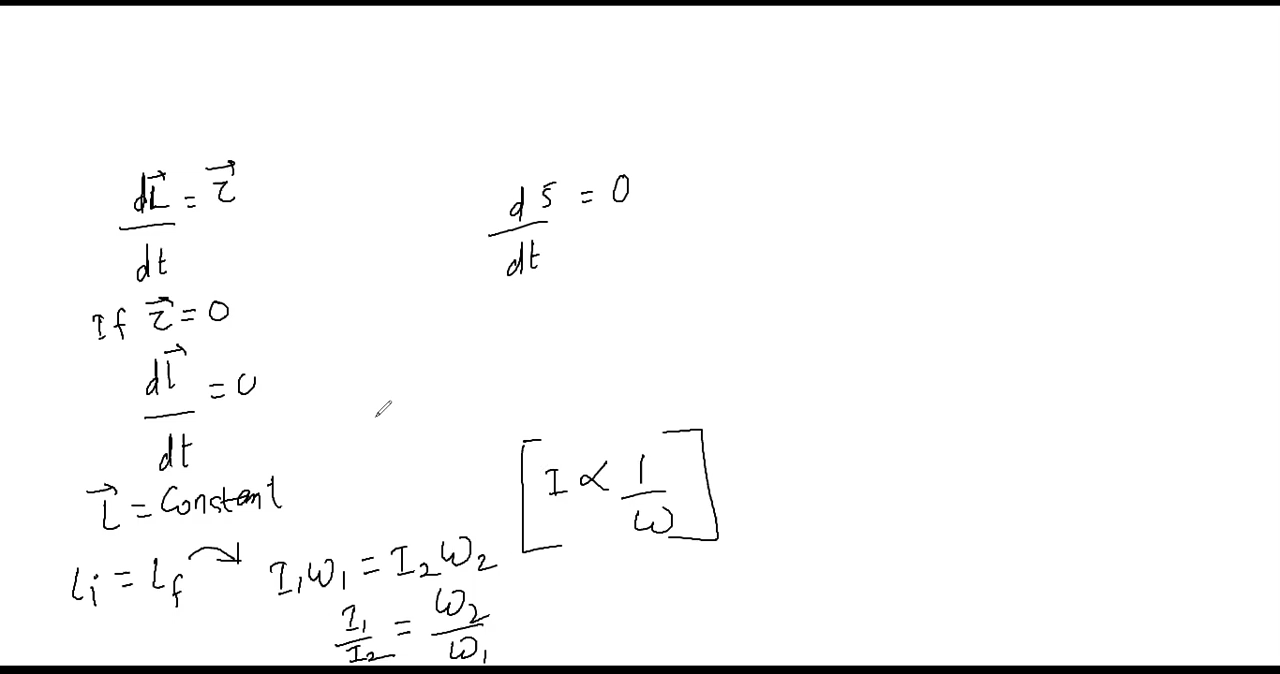 dL⃗/dt = τ⃗
d5/dt = 0
If τ⃗ = 0
dL⃗/dt = 0
L⃗ = Constant
[I ∝ 1/ω]
Li = Lf ⟶ I₁ω₁ = I₂ω₂
I₁/I₂ = ω₂/ω₁